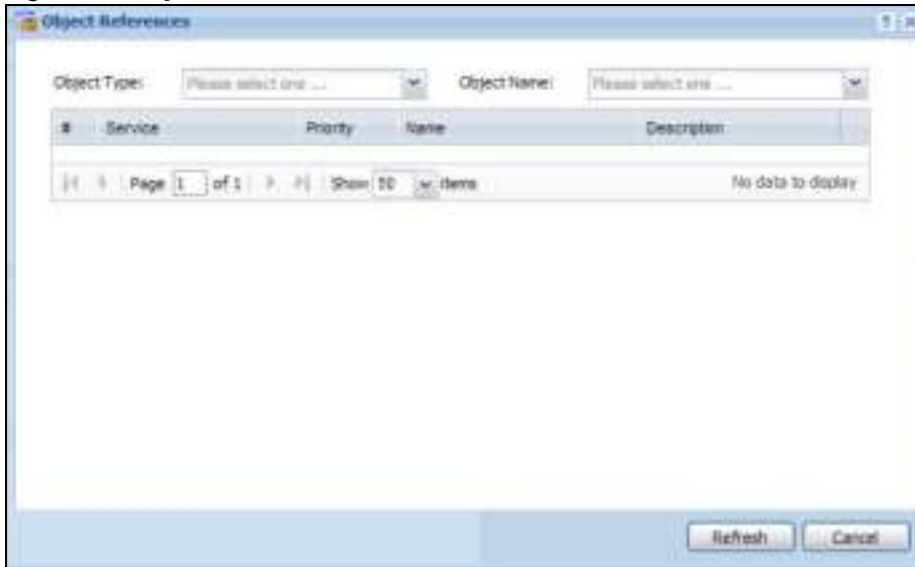 Object References
Object Type: Please select one ... Object Name: Please select one ...
# Service Priority Name Description
Page 1 of 1 Show 50 items No data to display
Refresh Cancel